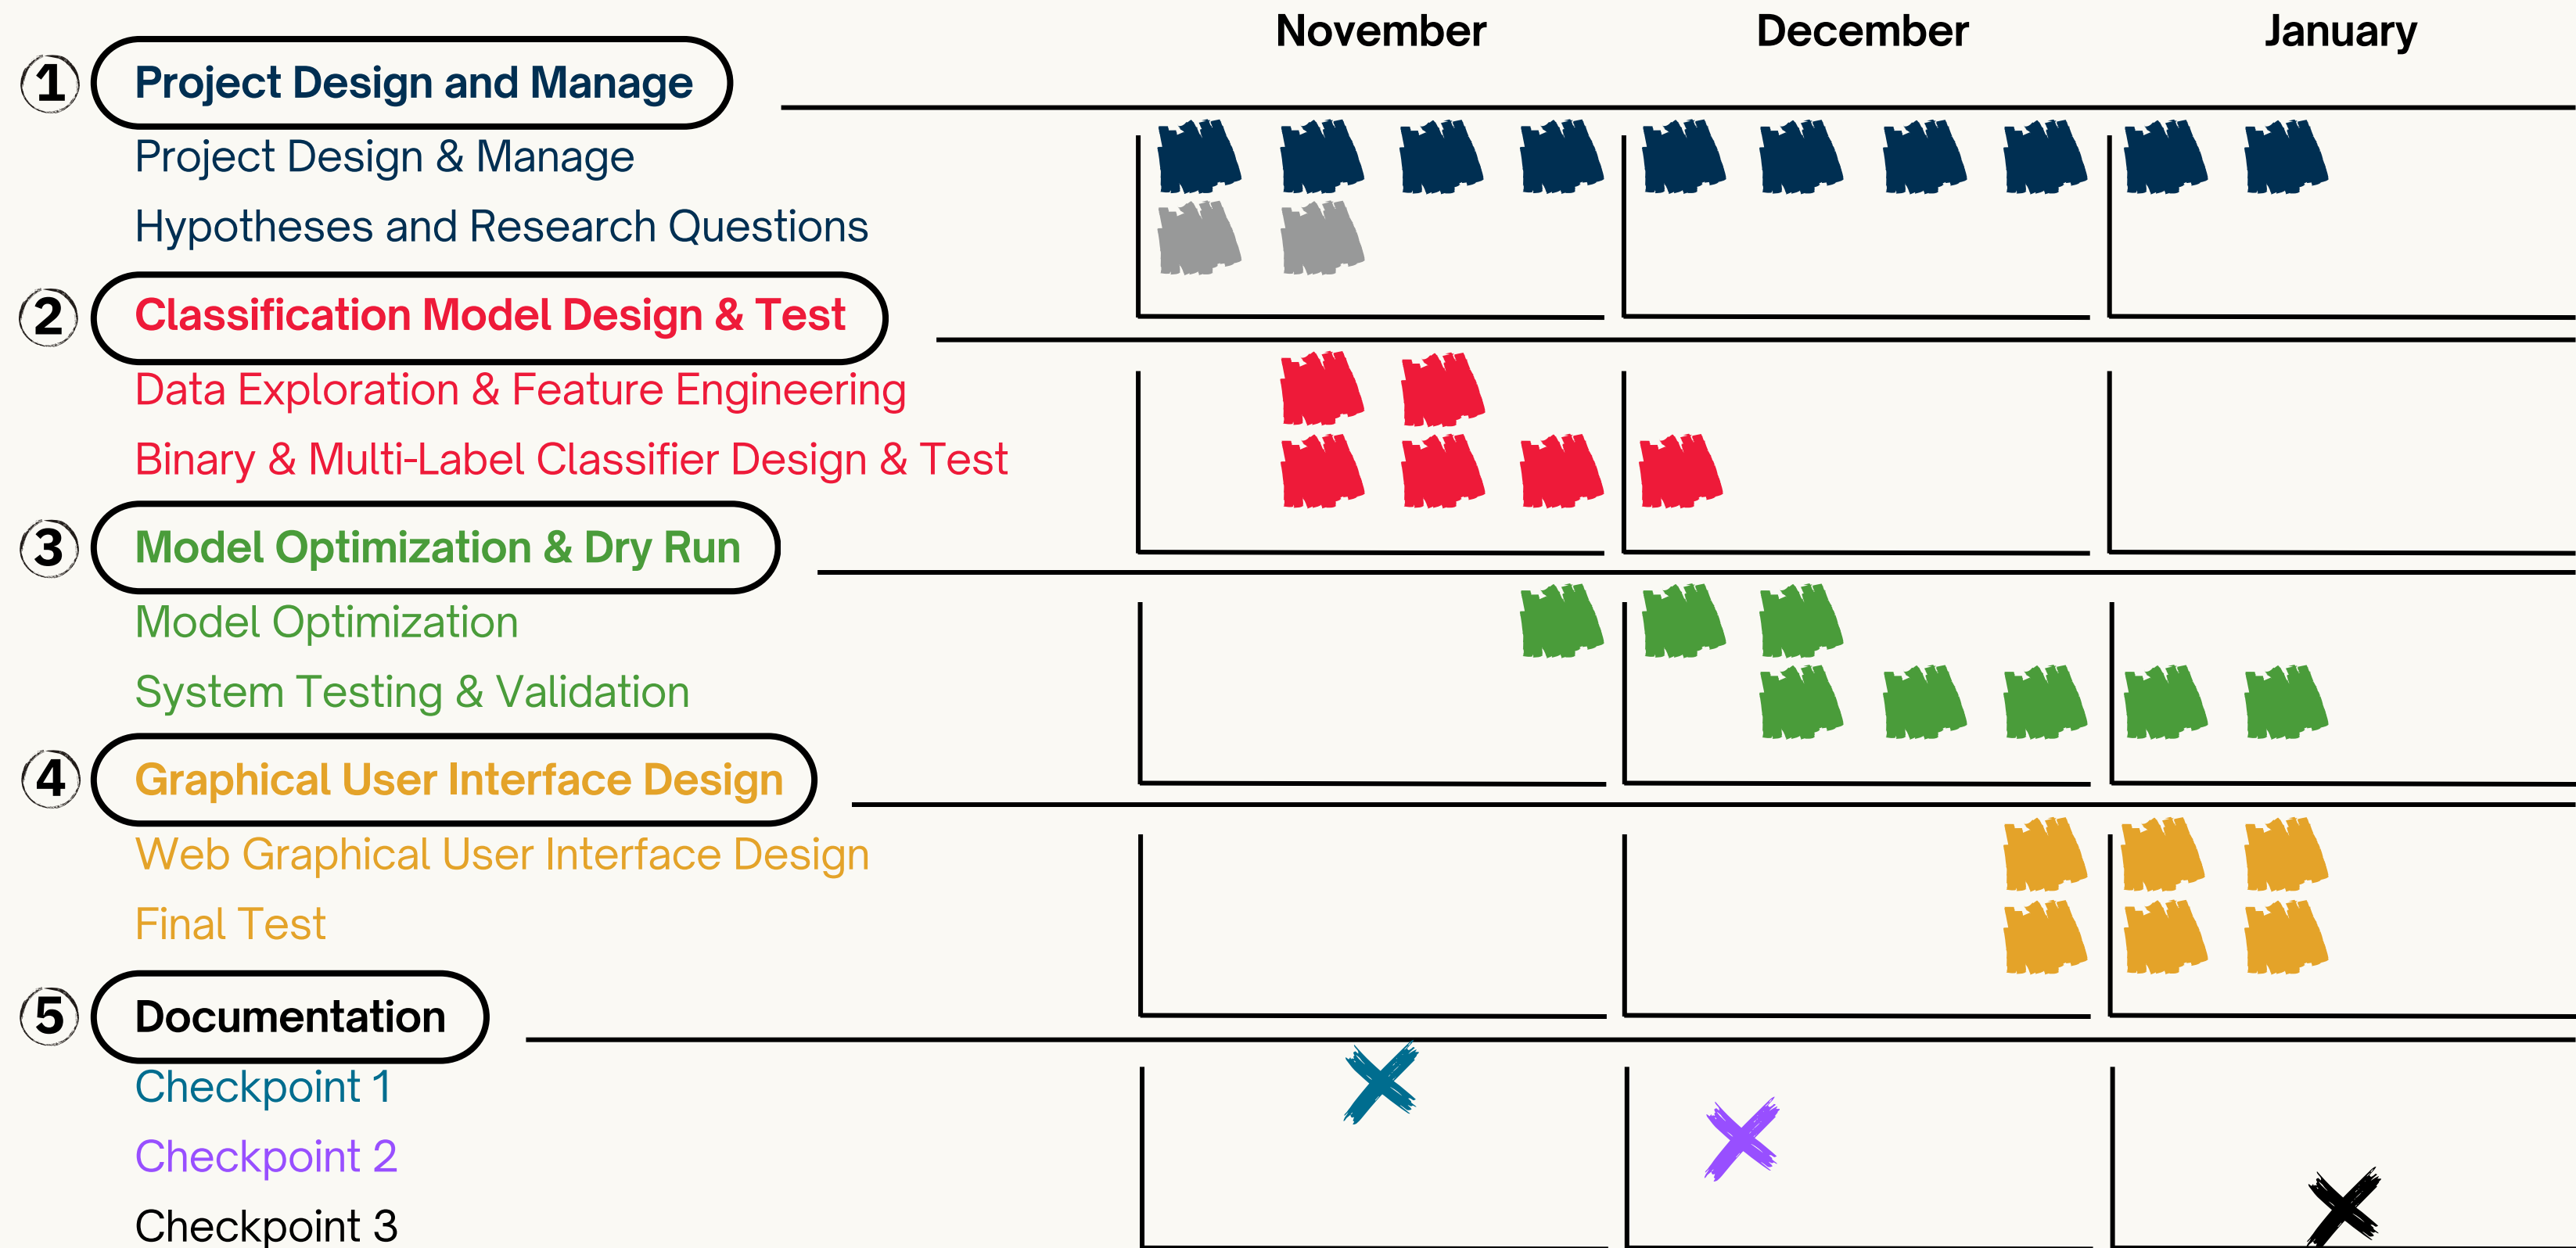 November December January
1 Project Design and Manage
Project Design & Manage
Hypotheses and Research Questions
2 Classification Model Design & Test
Data Exploration & Feature Engineering
Binary & Multi-Label Classifier Design & Test
3 Model Optimization & Dry Run
Model Optimization
System Testing & Validation
4 Graphical User Interface Design
Web Graphical User Interface Design
Final Test
5 Documentation
Checkpoint 1
Checkpoint 2
Checkpoint 3